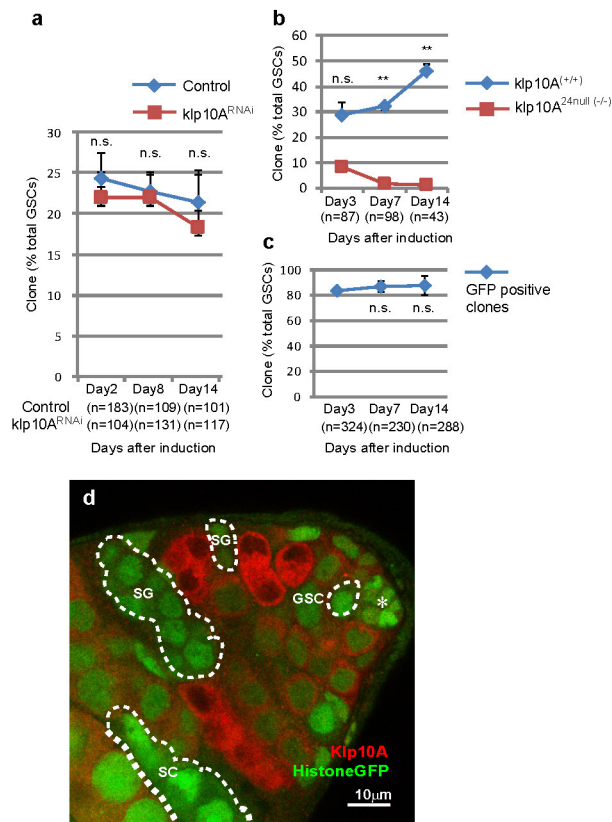 a
Control
klp10A^RNAi
Clone (% total GSCs)
30
25
20
15
10
5
0
n.s.
n.s.
n.s.
Day2 Day8 Day14
Control (n=183) (n=109) (n=101)
klp10A^RNAi (n=104) (n=131) (n=117)
Days after induction
b
Clone (% total GSCs)
60
50
40
30
20
10
0
n.s.
**
**
klp10A^(+/+)
klp10A^24null (-/-)
Day3 Day7 Day14
(n=87) (n=98) (n=43)
Days after induction
c
Clone (% total GSCs)
100
80
60
40
20
0
n.s.
n.s.
GFP positive
clones
Day3 Day7 Day14
(n=324) (n=230) (n=288)
Days after induction
d
SG
SG
GSC
*
SC
Klp10A
HistoneGFP
10μm